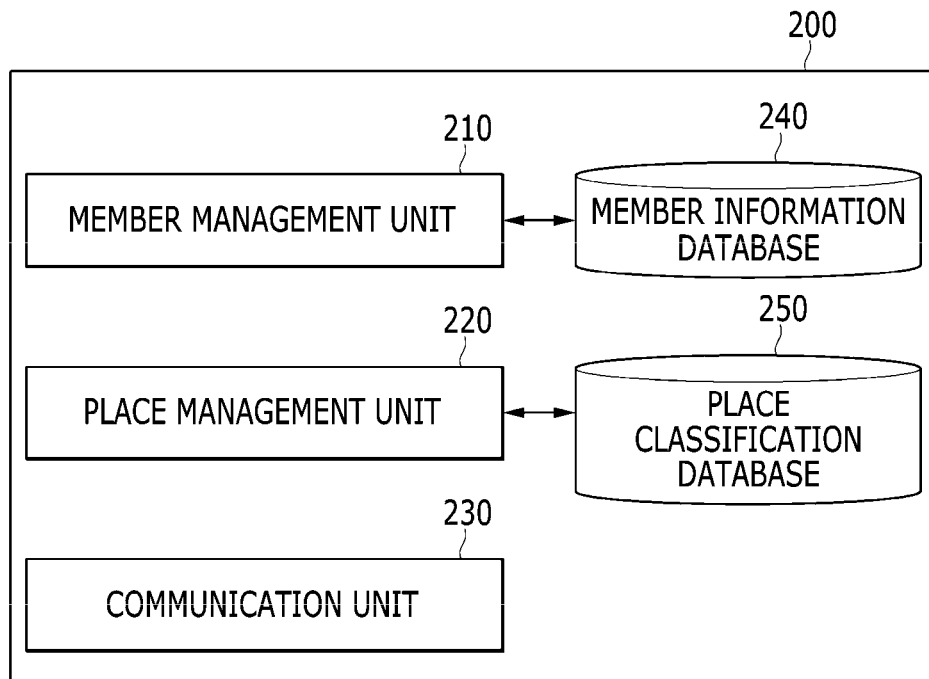 200
210
240
MEMBER MANAGEMENT UNIT
MEMBER INFORMATION
DATABASE
220
250
PLACE MANAGEMENT UNIT
PLACE
CLASSIFICATION
DATABASE
230
COMMUNICATION UNIT